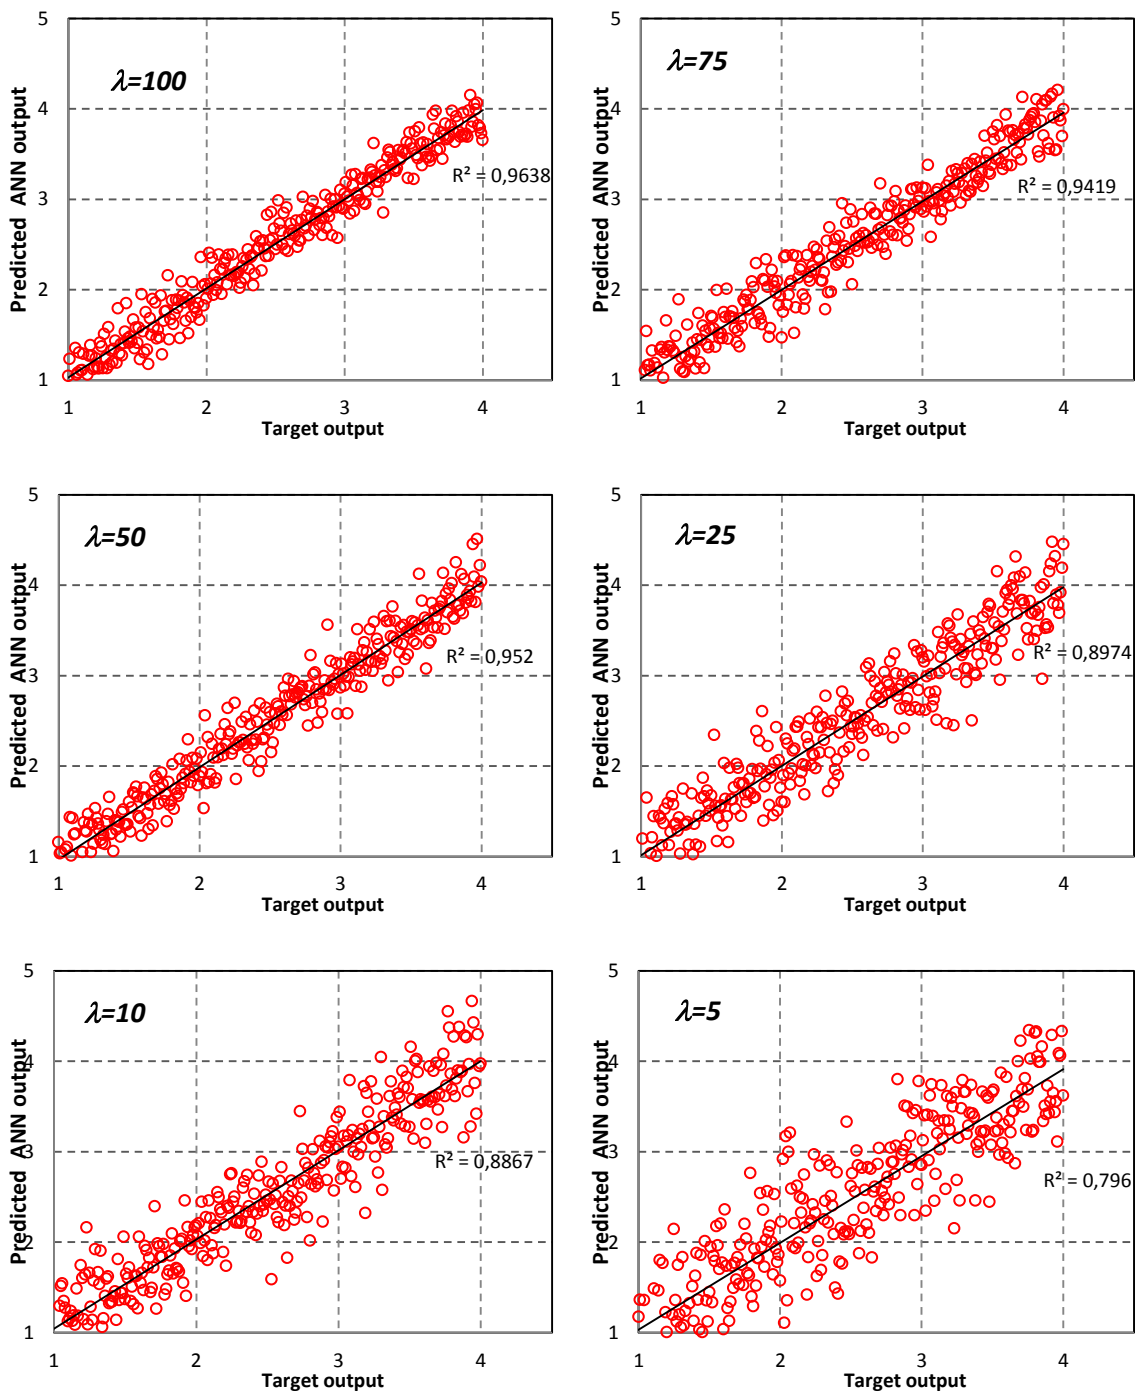 λ=100
R² = 0,9638
5
4
3
2
1
1 2 3 4
Predicted ANN output
Target output
λ=75
R² = 0,9419
5
4
3
2
1
1 2 3 4
Predicted ANN output
Target output
λ=50
R² = 0,952
5
4
3
2
1
1 2 3 4
Predicted ANN output
Target output
λ=25
R² = 0,8974
5
4
3
2
1
1 2 3 4
Predicted ANN output
Target output
λ=10
R² = 0,8867
5
4
3
2
1
1 2 3 4
Predicted ANN output
Target output
λ=5
R² = 0,796
5
4
3
2
1
1 2 3 4
Predicted ANN output
Target output